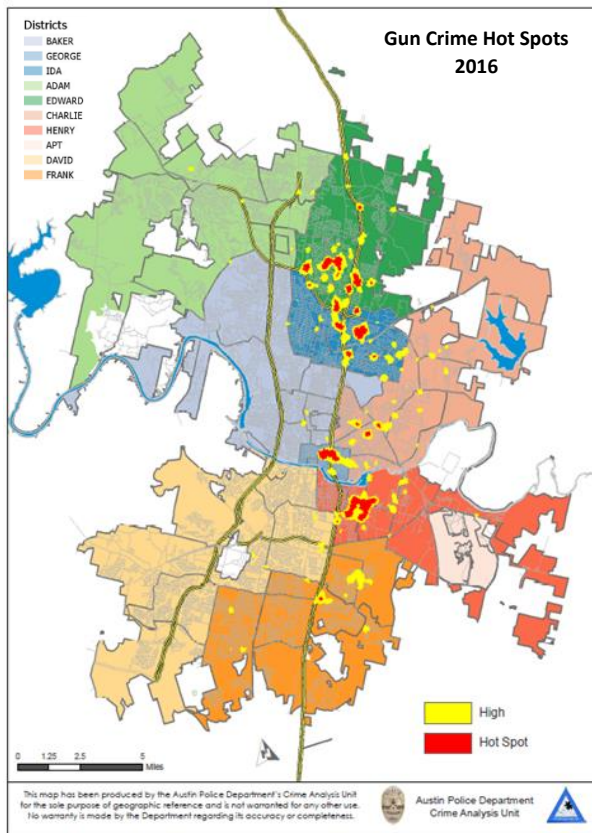 Districts
BAKER
GEORGE
IDA
ADAM
EDWARD
CHARLIE
HENRY
APT
DAVID
FRANK
Gun Crime Hot Spots
2016
High
Hot Spot
0 1.25 2.5 5
Miles
This map has been produced by the Austin Police Department's Crime Analysis Unit
for the sole purpose of geographic reference and is not warranted for any other use.
No warranty is made by the Department regarding its accuracy or completeness.
Austin Police Department
Crime Analysis Unit